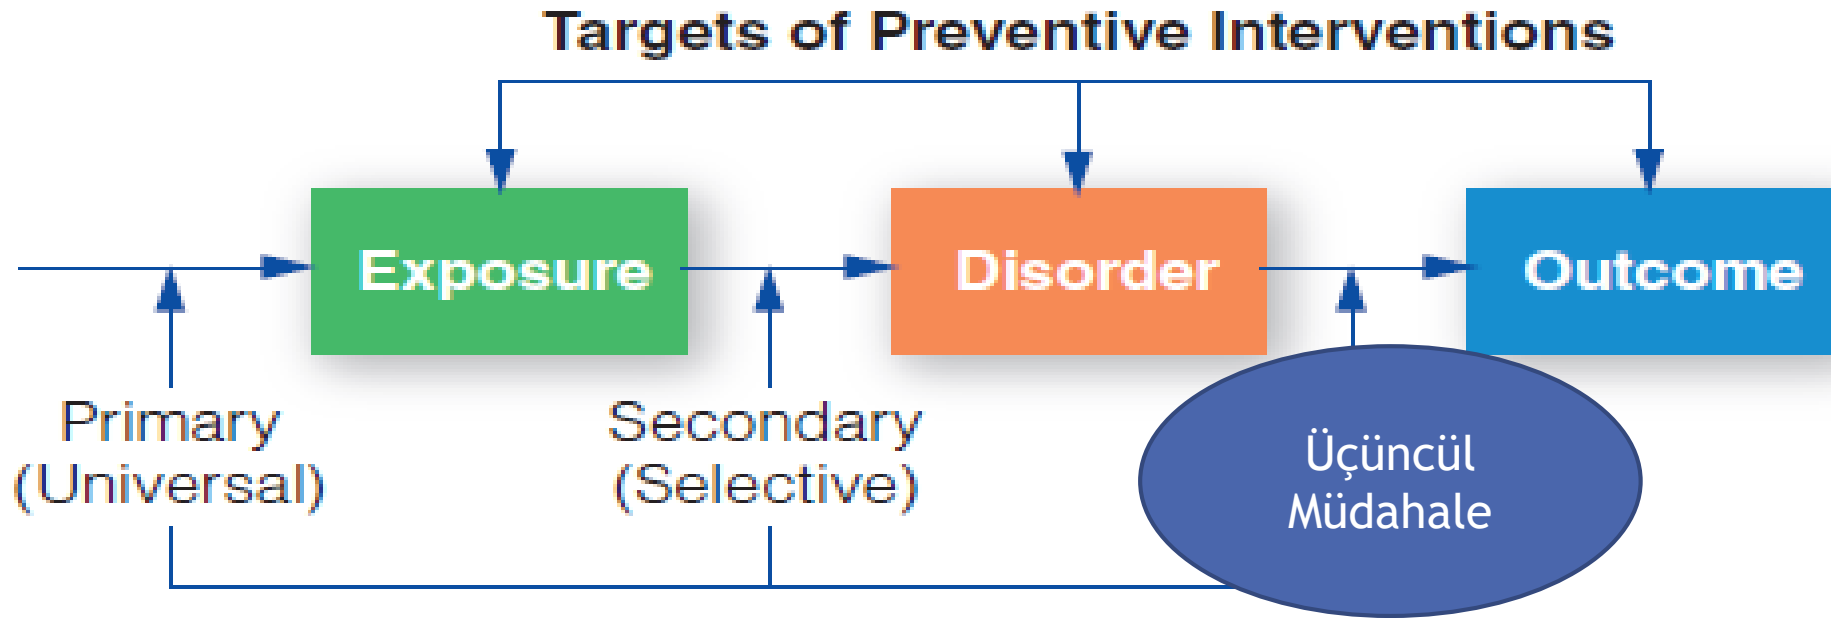 Targets of Preventive Interventions
Exposure
Disorder
Outcome
Primary
(Universal)
Secondary
(Selective)
Üçüncül
Müdahale